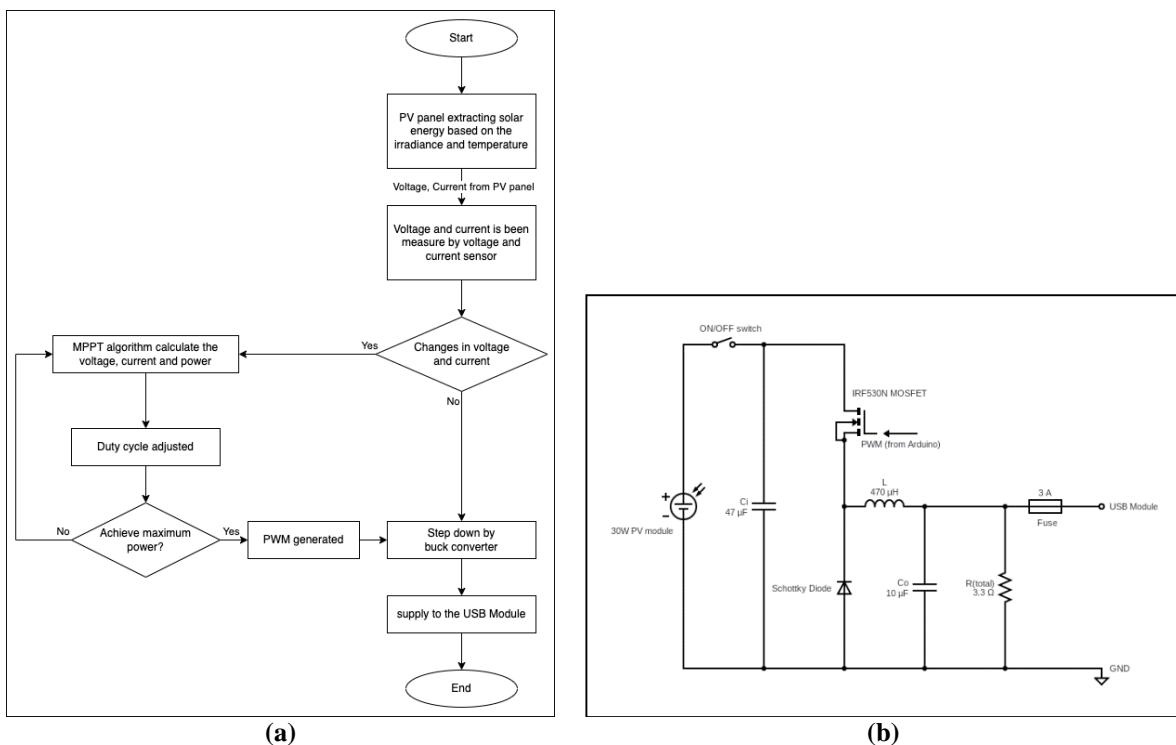 Start
PV panel extracting solar
energy based on the
irradiance and temperature
Voltage, Current from PV panel
Voltage and current is been
measure by voltage and
current sensor
Changes in voltage
and current
Yes
No
MPPT algorithm calculate the
voltage, current and power
Duty cycle adjusted
Achieve maximum
power?
No
Yes
PWM generated
Step down by
buck converter
supply to the USB Module
End
(a)
ON/OFF switch
IRF530N MOSFET
PWM (from Arduino)
L
470 µH
3 A
Fuse
USB Module
Ci
47 µF
+
−
30W PV module
Schottky Diode
Co
10 µF
R(total)
3.3 Ω
GND
(b)